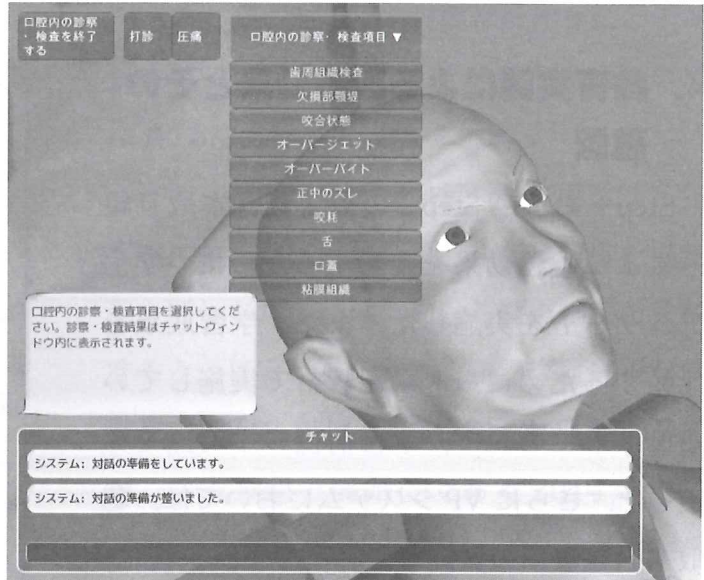 口腔内の診察
・検査を終了
する
打診
圧痛
口腔内の診察・検査項目 ▼
歯周組織検査
欠損部顎堤
咬合状態
オーバージェット
オーバーバイト
正中のズレ
咬耗
舌
口蓋
粘膜組織
口腔内の診察・検査項目を選択してくだ
さい。診察・検査結果はチャットウィン
ドウ内に表示されます。
チャット
システム: 対話の準備をしています。
システム: 対話の準備が整いました。